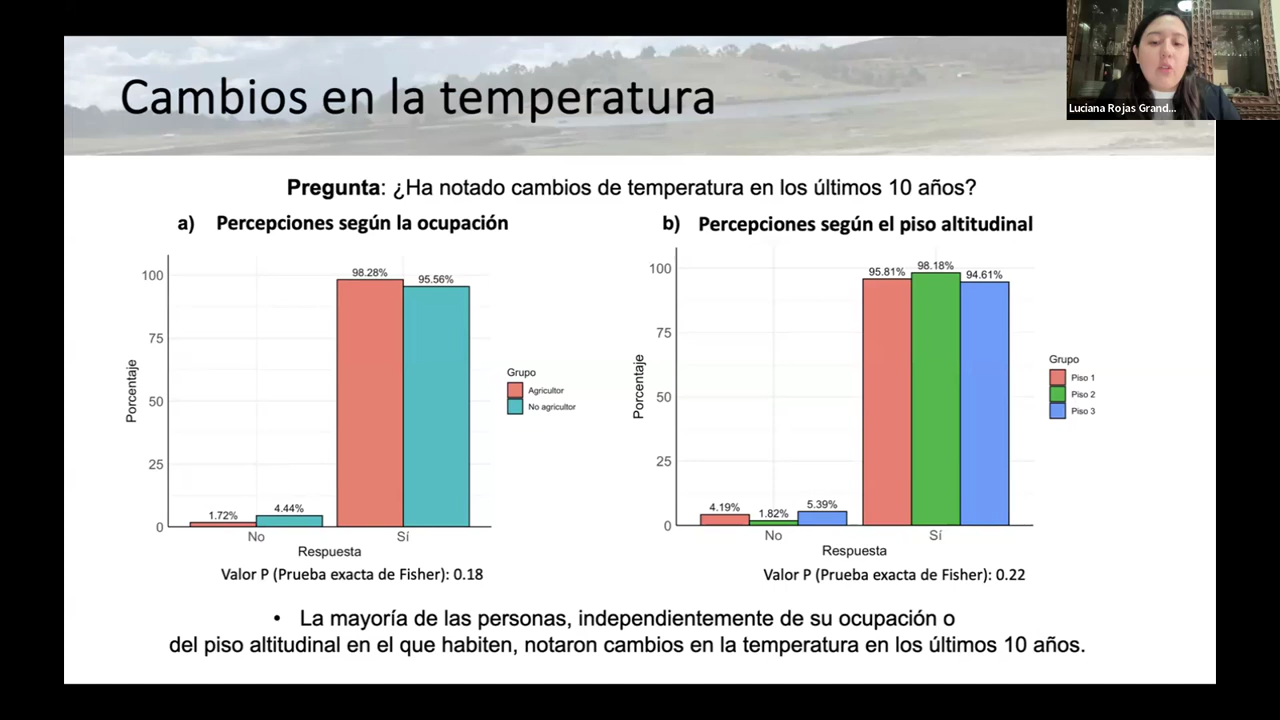 Cambios en la temperatura
Luciana Rojas Grand...
Pregunta: ¿Ha notado cambios de temperatura en los últimos 10 años?
a) Percepciones según la ocupación
100
75
50
25
0
Porcentaje
1.72%
4.44%
98.28%
95.56%
No
Sí
Respuesta
Grupo
Agricultor
No agricultor
Valor P (Prueba exacta de Fisher): 0.18
b) Percepciones según el piso altitudinal
100
75
50
25
0
Porcentaje
4.19%
1.82%
5.39%
95.81%
98.18%
94.61%
No
Sí
Respuesta
Grupo
Piso 1
Piso 2
Piso 3
Valor P (Prueba exacta de Fisher): 0.22
• La mayoría de las personas, independientemente de su ocupación o
del piso altitudinal en el que habiten, notaron cambios en la temperatura en los últimos 10 años.